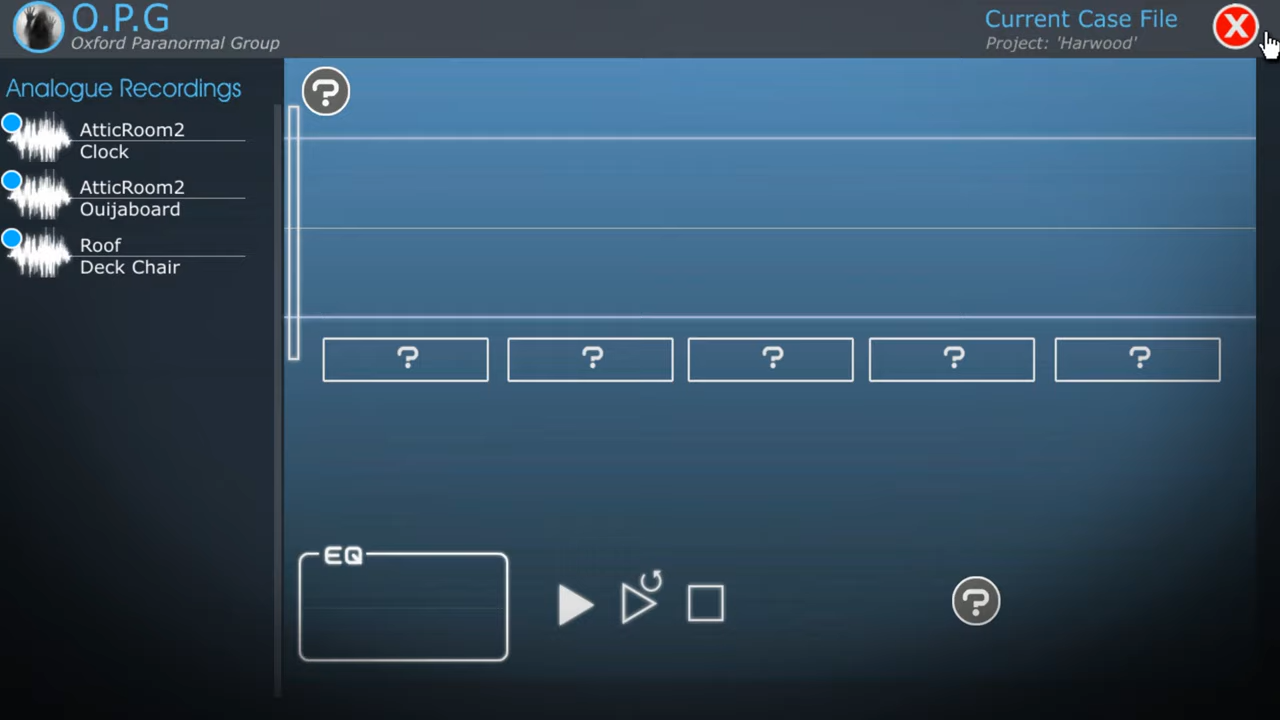 O.P.G
Oxford Paranormal Group
Current Case File
Project: 'Harwood'
X
Analogue Recordings
AtticRoom2
Clock
AtticRoom2
Ouijaboard
Roof
Deck Chair
?
? ? ? ? ?
EQ
?